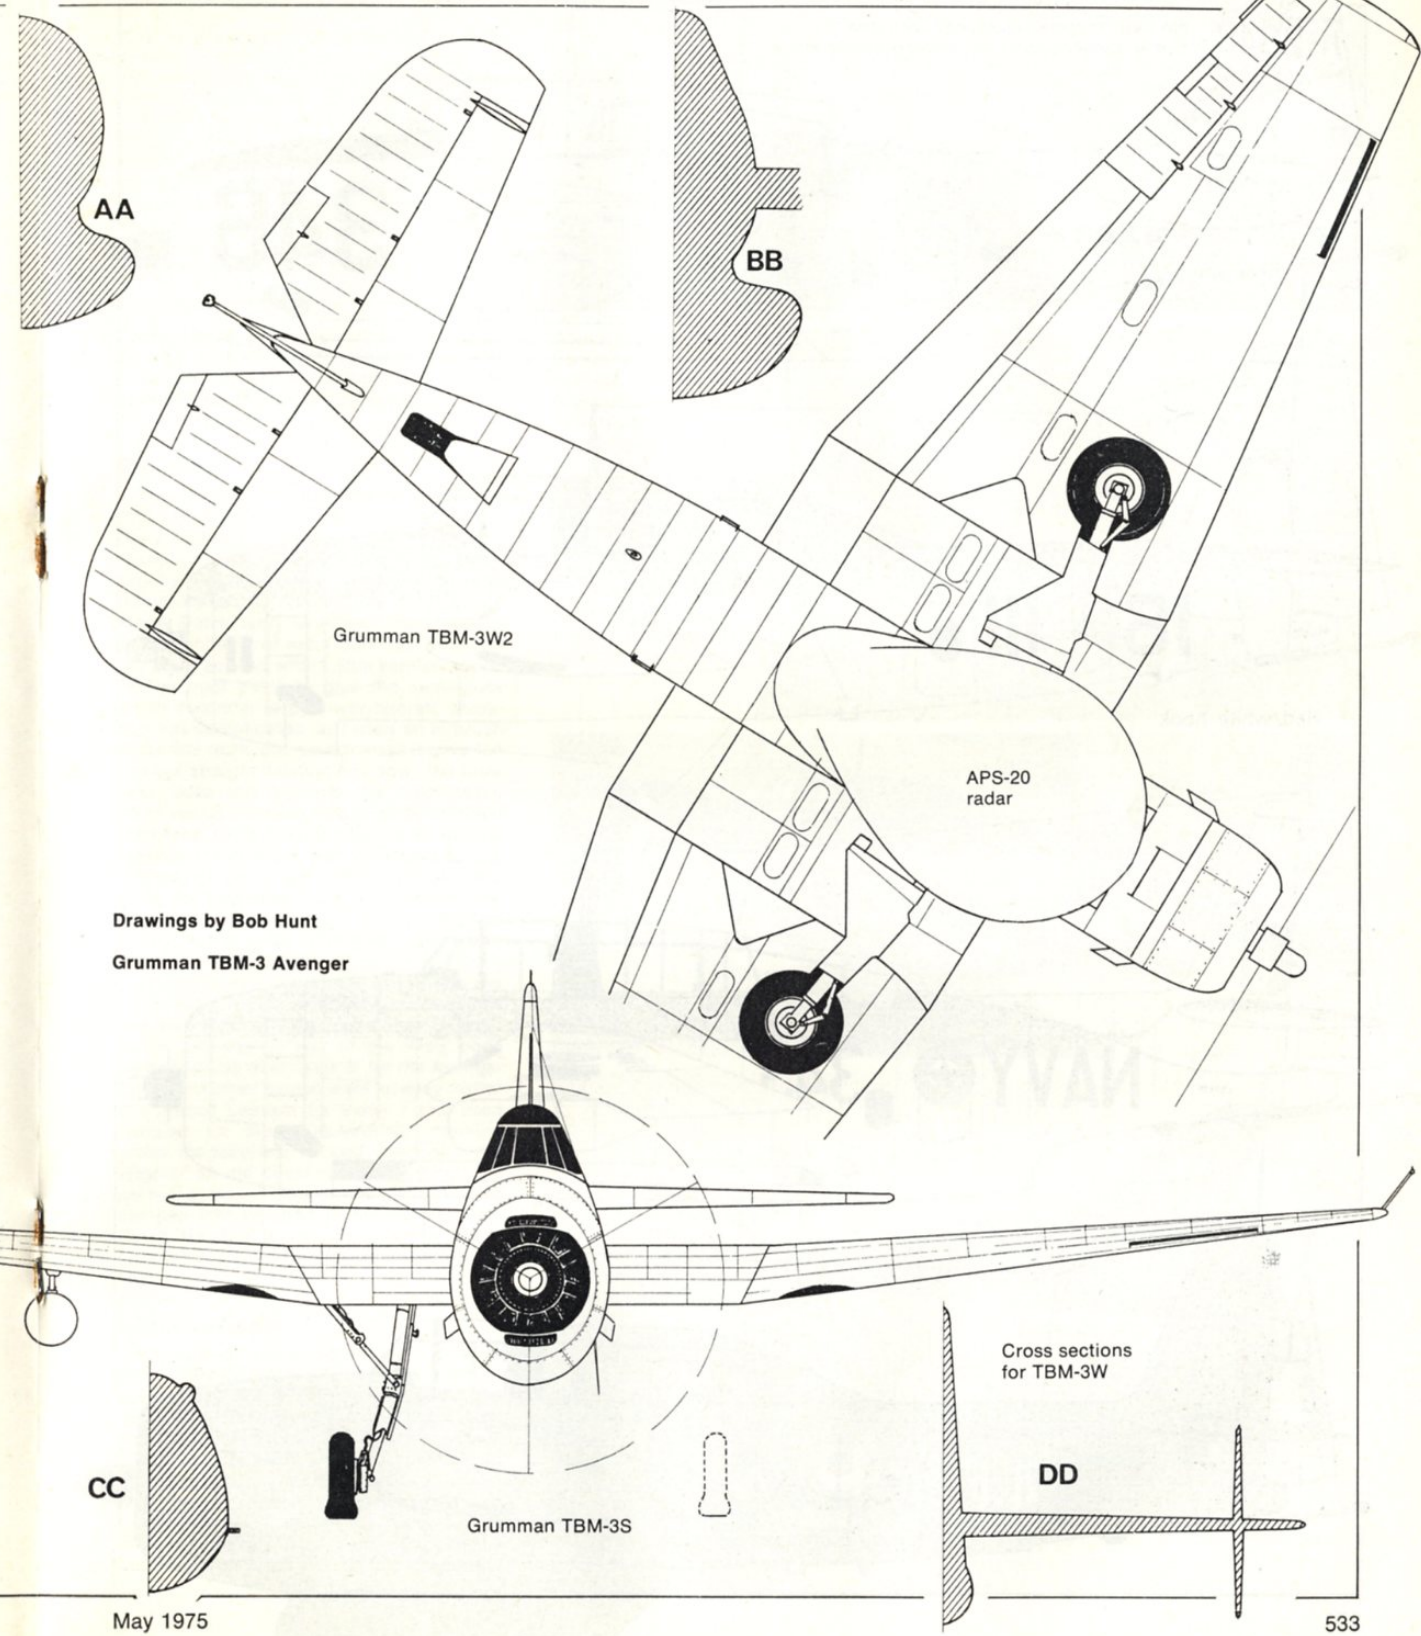 AA
BB
Grumman TBM-3W2
APS-20
radar
Drawings by Bob Hunt
Grumman TBM-3 Avenger
Cross sections
for TBM-3W
CC
DD
Grumman TBM-3S
May 1975
533